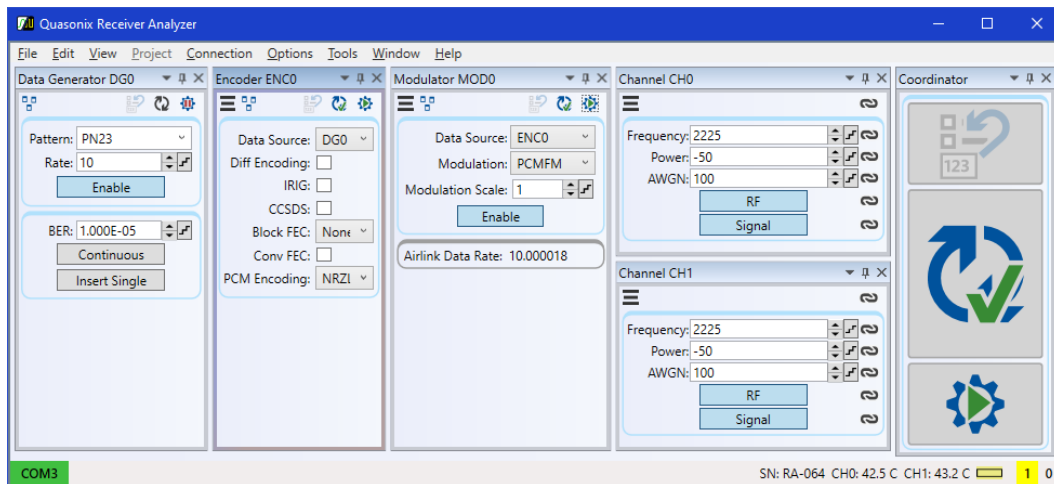 Quasonix Receiver Analyzer
File Edit View Project Connection Options Tools Window Help
Data Generator DG0
Pattern: PN23
Rate: 10
Enable
BER: 1.000E-05
Continuous
Insert Single
Encoder ENC0
Data Source: DG0
Diff Encoding:
IRIG:
CCSDS:
Block FEC: None
Conv FEC:
PCM Encoding: NRZL
Modulator MOD0
Data Source: ENC0
Modulation: PCMFM
Modulation Scale: 1
Enable
Airlink Data Rate: 10.000018
Channel CH0
Frequency: 2225
Power: -50
AWGN: 100
RF
Signal
Channel CH1
Frequency: 2225
Power: -50
AWGN: 100
RF
Signal
Coordinator
123
COM3
SN: RA-064 CH0: 42.5 C CH1: 43.2 C 1 0